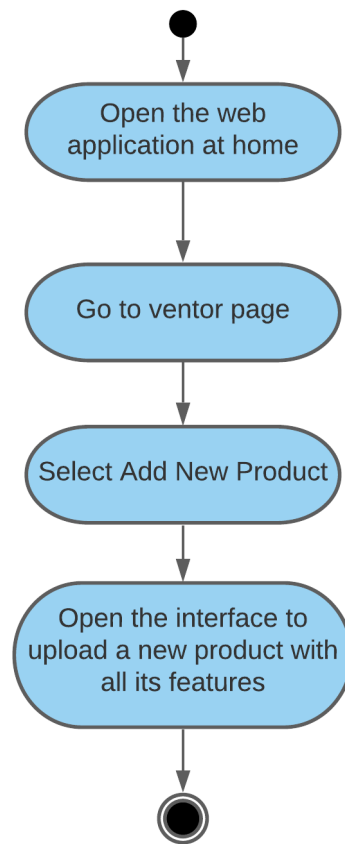 Open the web
application at home
Go to ventor page
Select Add New Product
Open the interface to
upload a new product with
all its features